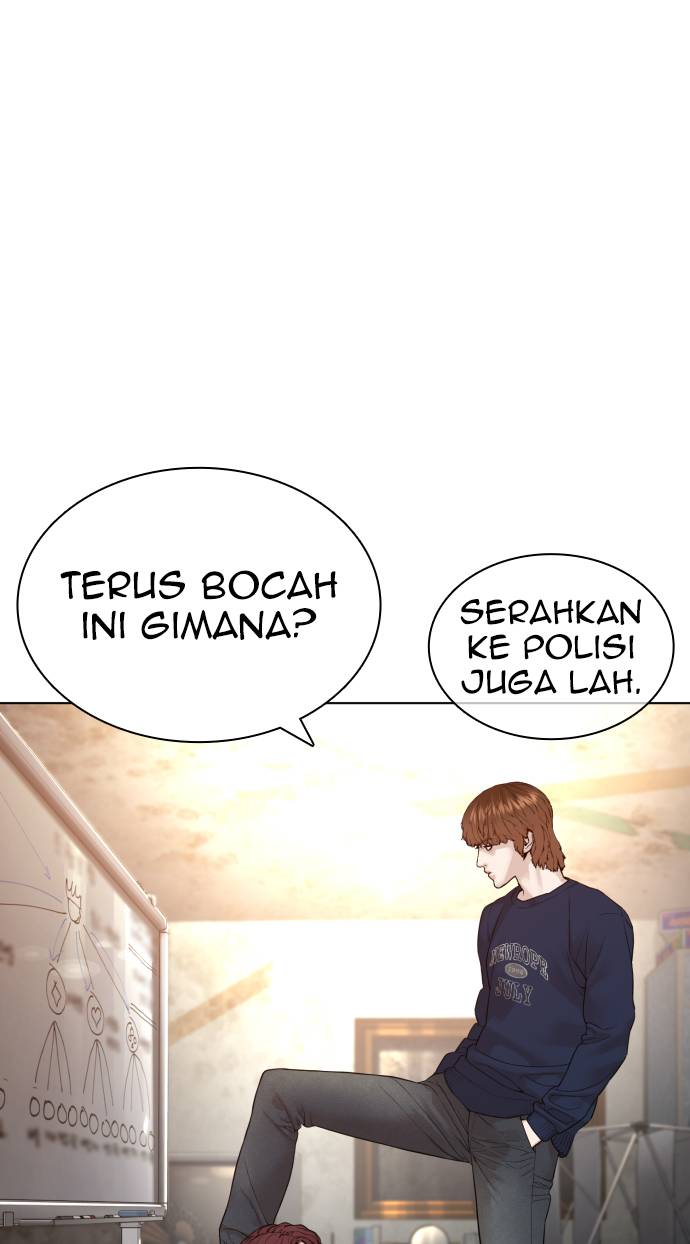 TERUS BOCAH
INI GIMANA?
SERAHKAN
KE POLISI
JUGA LAH.
JULY